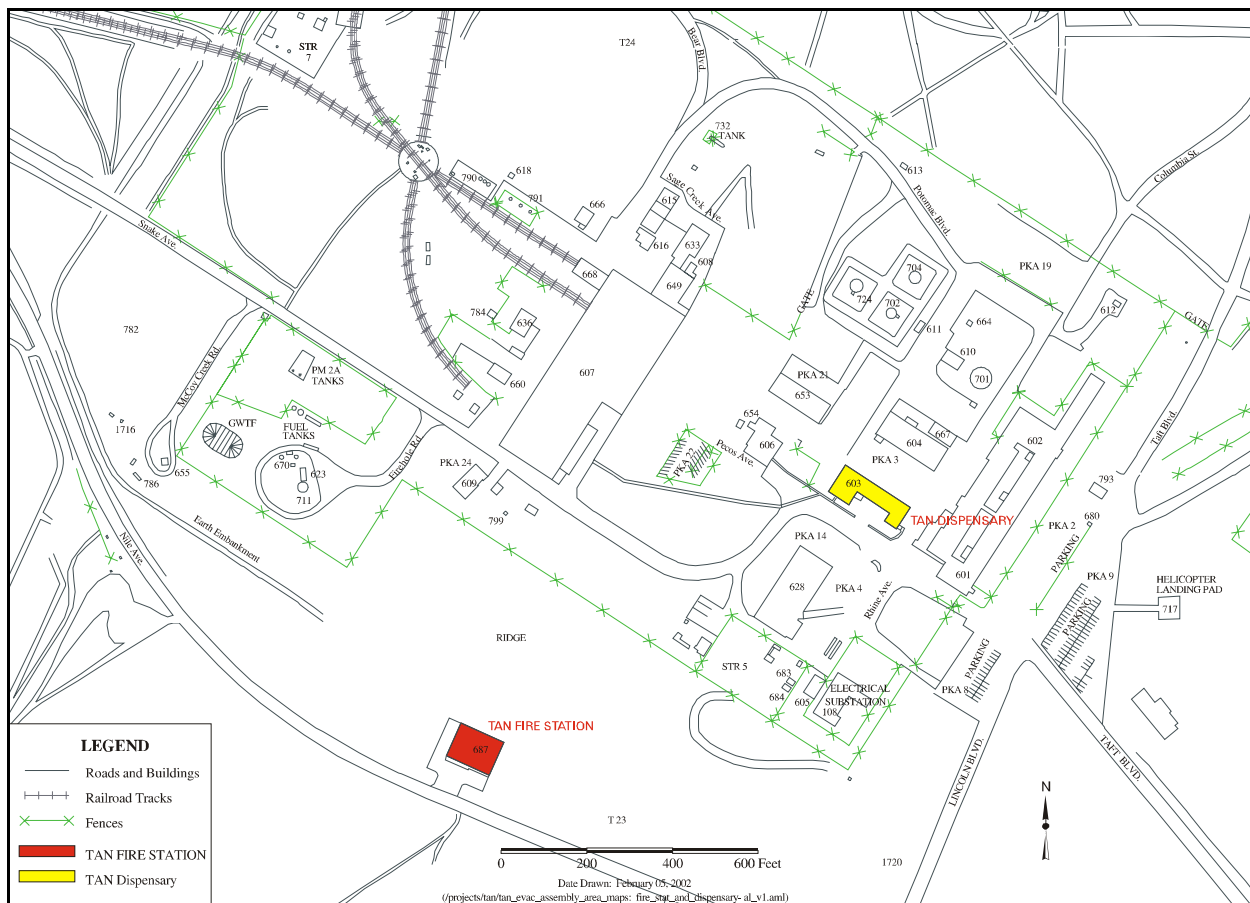 STR
7
T24
Bear Blvd.
732
TANK
Columbia St.
618
790
791
613
Sage Creek Ave.
615
666
Potomac Blvd.
Snake Ave.
616
633
608
668
649
704
PKA 19
724
702
GATE
612
GATE
782
784
636
611
664
610
McCoy Creek Rd.
PM 2A
TANKS
660
607
PKA 21
653
701
1716
GWTF
FUEL
TANKS
Firehole Rd.
654
606
Pecos Ave.
604
667
602
Taft Blvd.
655
786
670
623
711
PKA 24
609
PKA 22
PKA 3
603
793
680
799
TAN DISPENSARY
PKA 2
PARKING
Earth Embankment
Nile Ave.
PKA 14
601
PKA 9
628
PKA 4
Rhine Ave.
PARKING
HELICOPTER
LANDING PAD
717
RIDGE
STR 5
683
684
605
ELECTRICAL
SUBSTATION
108
PKA 8
PARKING
TAN FIRE STATION
687
LINCOLN BLVD.
TAFT BLVD.
LEGEND
Roads and Buildings
Railroad Tracks
Fences
TAN FIRE STATION
TAN Dispensary
N
T 23
1720
0 200 400 600 Feet
Date Drawn: February 05, 2002
(/projects/tan/tan_evac_assembly_area_maps: fire_stat_and_dispensary- al_v1.aml)